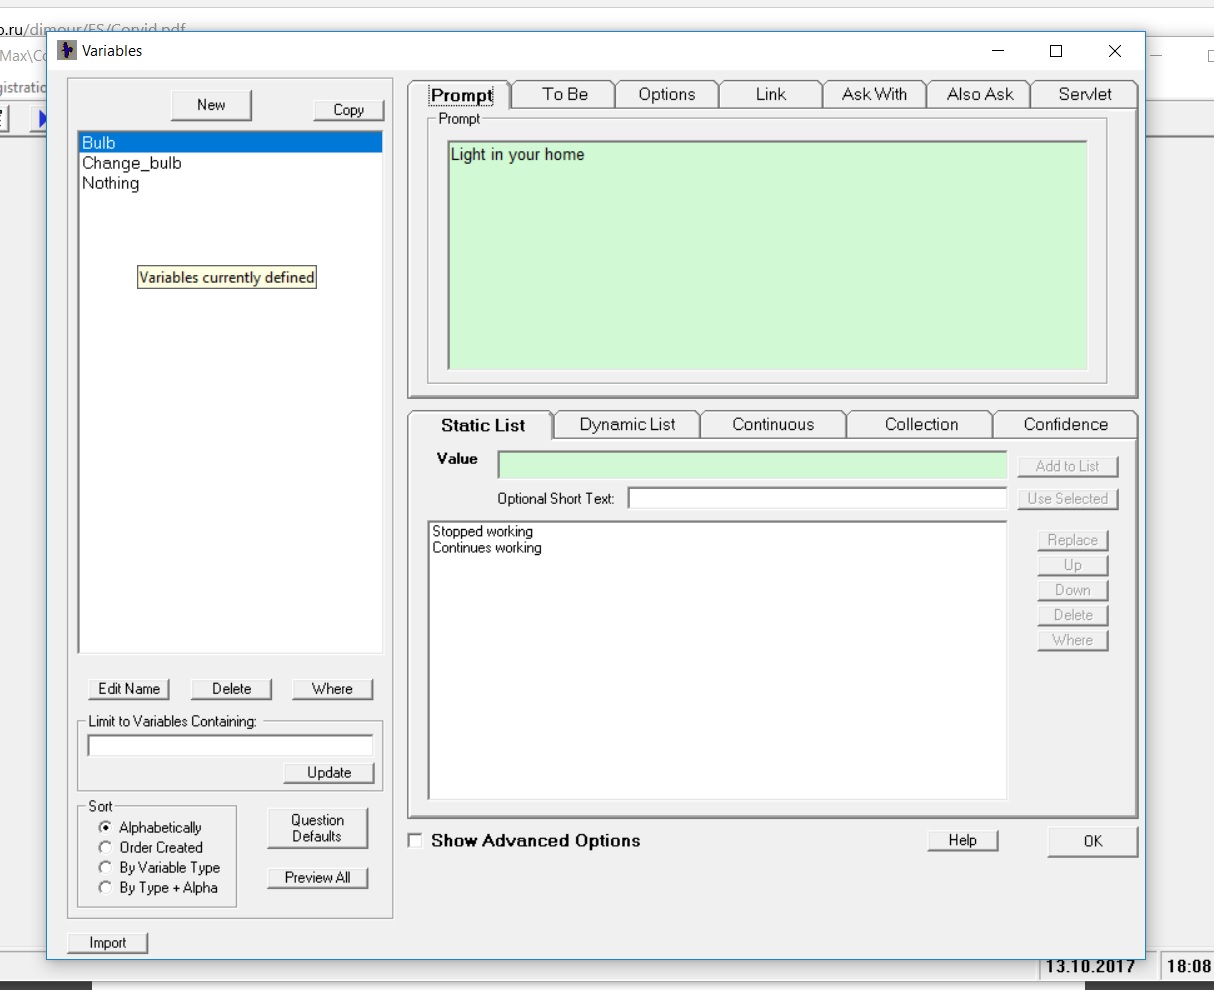 o.ru/dimour/ES/Corvid.pdf
Variables
Max\Co
gistratio
New
Copy
Bulb
Change_bulb
Nothing
Variables currently defined
Edit Name
Delete
Where
Limit to Variables Containing:
Update
Sort
Alphabetically
Order Created
By Variable Type
By Type + Alpha
Question
Defaults
Preview All
Import
Prompt
To Be
Options
Link
Ask With
Also Ask
Servlet
Prompt
Light in your home
Static List
Dynamic List
Continuous
Collection
Confidence
Value
Add to List
Optional Short Text:
Use Selected
Stopped working
Continues working
Replace
Up
Down
Delete
Where
Show Advanced Options
Help
OK
13.10.2017
18:08